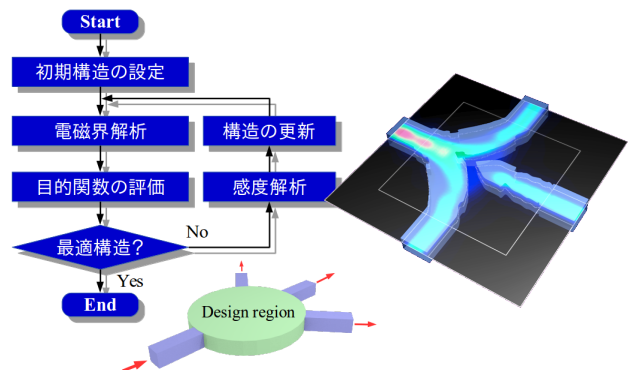 Start
初期構造の設定
電磁界解析
構造の更新
目的関数の評価
感度解析
最適構造?
No
Yes
End
Design region